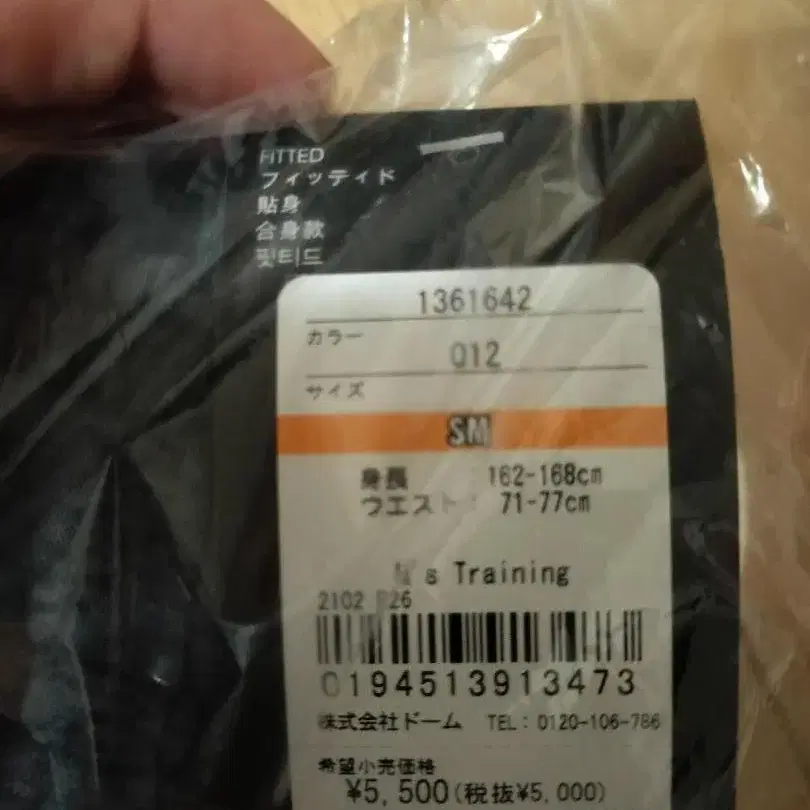 FITTED
フィッティド
貼身
合身款
핏티드
1361642
カラー
012
サイズ
SM
身長 162-168cm
ウエスト: 71-77cm
's Training
2102 26
0194513913473
株式会社ドーム TEL: 0120-106-786
希望小売価格
¥5,500(税抜¥5,000)